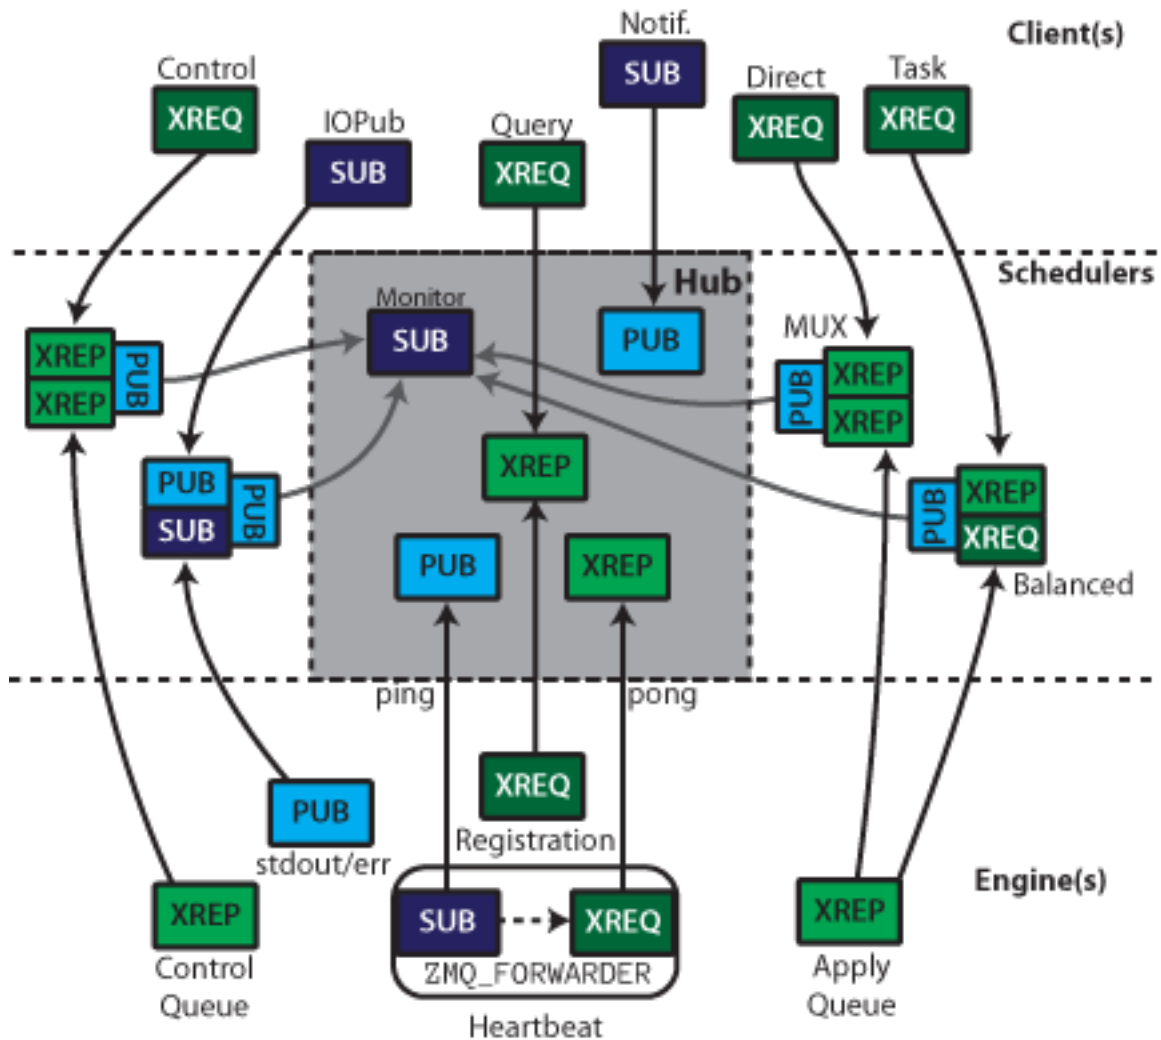 Client(s)
Notif.
SUB
Control
XREQ
IOPub
SUB
Query
XREQ
Direct
XREQ
Task
XREQ
Schedulers
Hub
Monitor
SUB
PUB
XREP
XREP
PUB
MUX
PUB
XREP
XREP
PUB
SUB
PUB
XREP
PUB
XREP
XREQ
Balanced
PUB
XREP
ping
pong
XREQ
Registration
PUB
stdout/err
Engine(s)
XREP
Control
Queue
SUB
XREQ
ZMQ_FORWARDER
Heartbeat
XREP
Apply
Queue